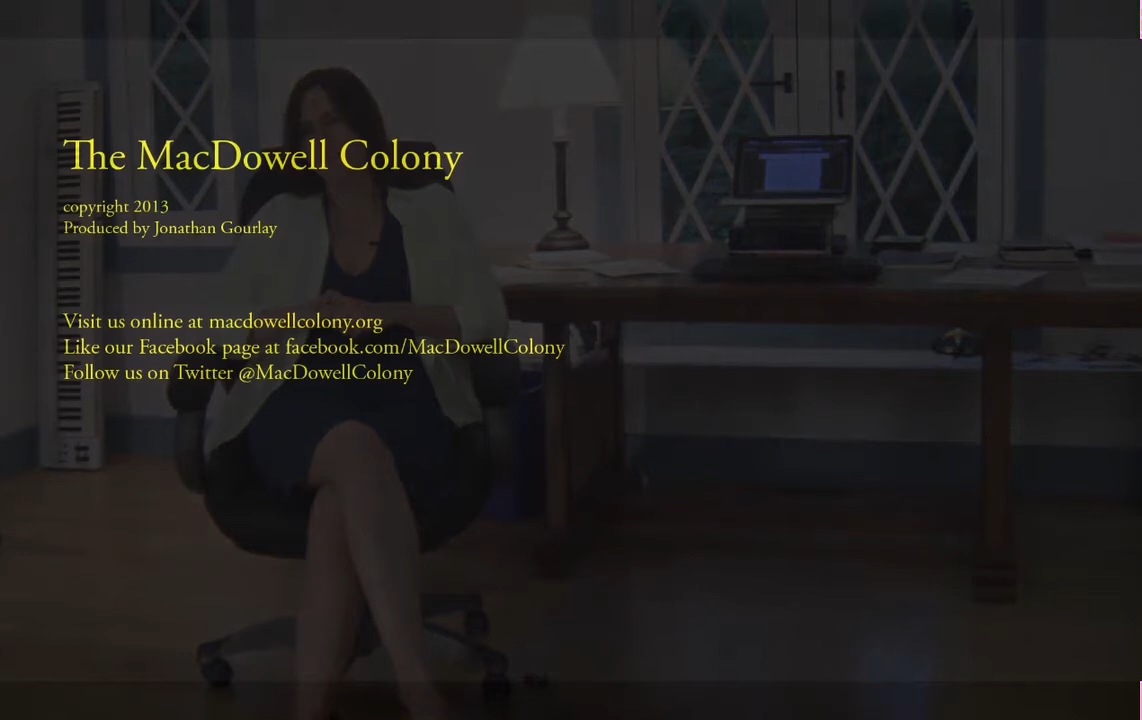 The MacDowell Colony
copyright 2013
Produced by Jonathan Gourlay
Visit us online at macdowellcolony.org
Like our Facebook page at facebook.com/MacDowellColony
Follow us on Twitter @MacDowellColony